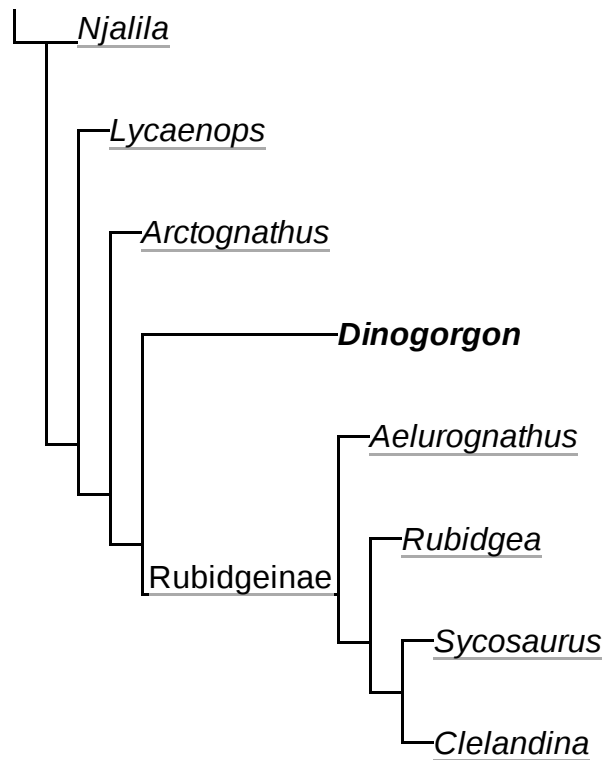 Njalila
Lycaenops
Arctognathus
Dinogorgon
Aelurognathus
Rubidgea
Rubidgeinae
Sycosaurus
Clelandina